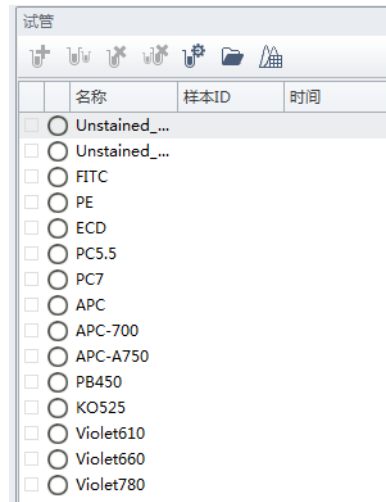 试管
名称 样本ID 时间
Unstained_...
Unstained_...
FITC
PE
ECD
PC5.5
PC7
APC
APC-700
APC-A750
PB450
KO525
Violet610
Violet660
Violet780